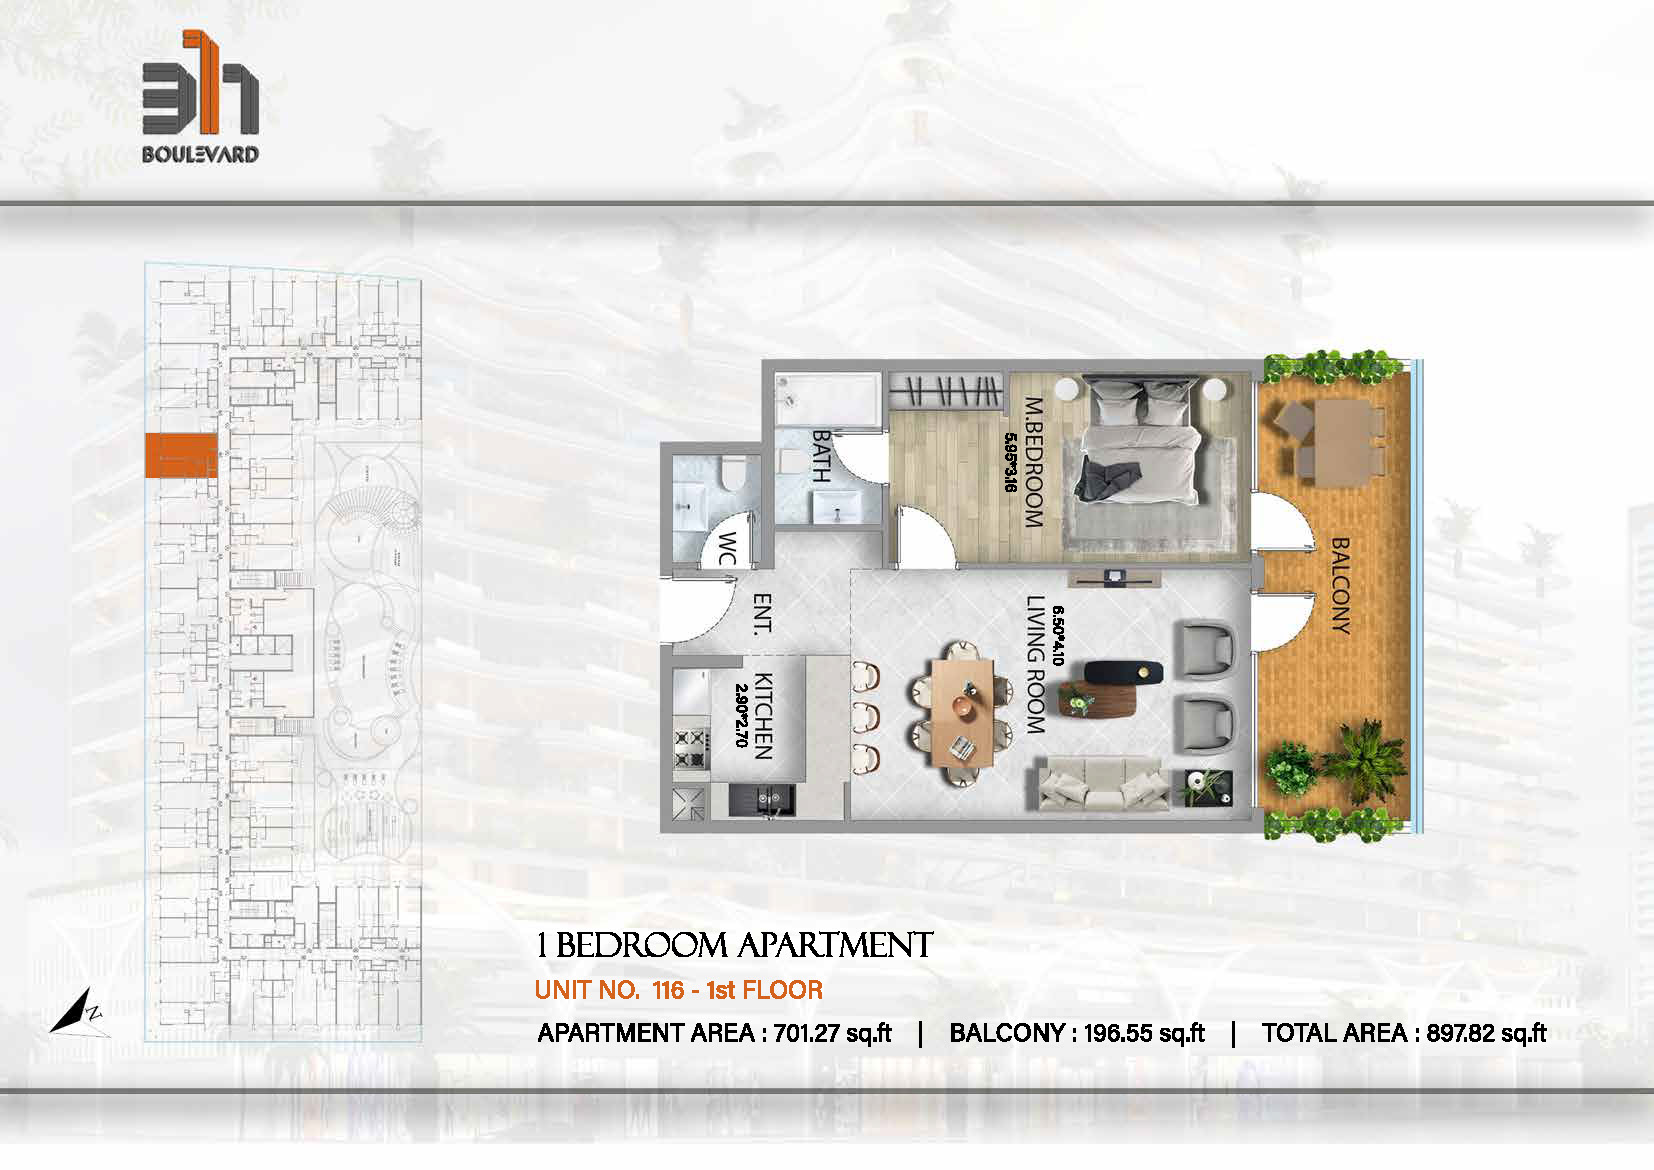 311
BOULEVARD
BATH
M.BEDROOM
5.95*3.16
WC
ENT.
KITCHEN
2.90*2.70
6.50*4.10
LIVING ROOM
BALCONY
N
1 BEDROOM APARTMENT
UNIT NO. 116 - 1st FLOOR
APARTMENT AREA : 701.27 sq.ft | BALCONY : 196.55 sq.ft | TOTAL AREA : 897.82 sq.ft